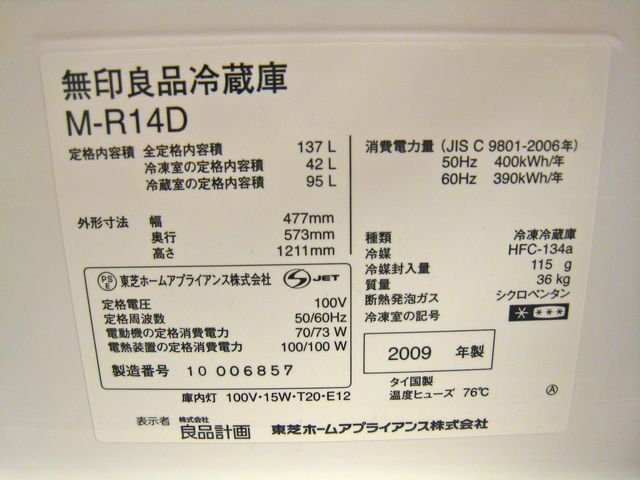 無印良品冷蔵庫
M-R14D
定格内容積 全定格内容積 137 L
冷凍室の定格内容積 42 L
冷蔵室の定格内容積 95 L
外形寸法 幅 477mm
奥行 573mm
高さ 1211mm
PSE 東芝ホームアプライアンス株式会社 S JET
定格電圧 100V
定格周波数 50/60Hz
電動機の定格消費電力 70/73 W
電熱装置の定格消費電力 100/100 W
製造番号 10 006857
庫内灯 100V・15W・T20・E12
消費電力量 (JIS C 9801-2006年)
50Hz 400kWh/年
60Hz 390kWh/年
種類 冷凍冷蔵庫
冷媒 HFC-134a
冷媒封入量 115 g
質量 36 kg
断熱発泡ガス シクロペンタン
冷凍室の記号 * ***
2009 年製
タイ国製
温度ヒューズ 76℃ Ⓐ
表示者 株式会社 良品計画 東芝ホームアプライアンス株式会社